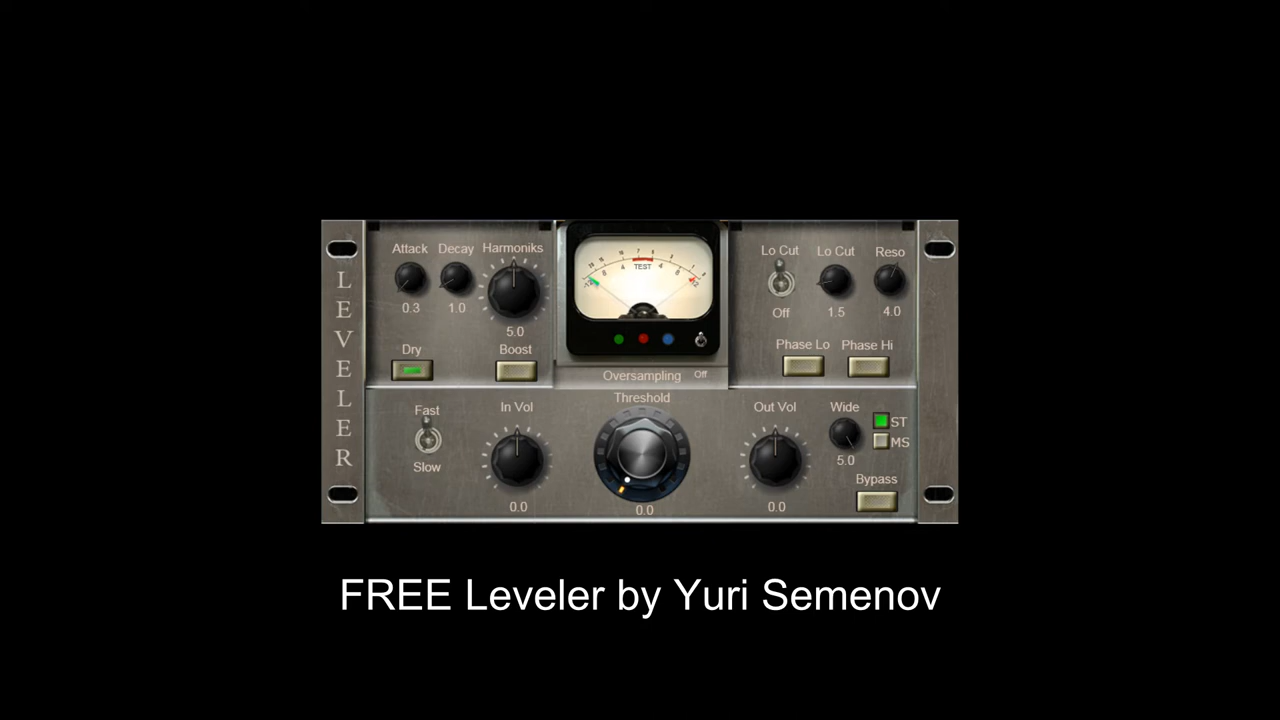 LEVELER
Attack Decay Harmoniks
0.3 1.0
5.0
Dry Boost
TEST
Oversampling Off
Lo Cut Lo Cut Reso
Off 1.5 4.0
Phase Lo Phase Hi
Fast
Slow
In Vol
0.0
Threshold
0.0
Out Vol
0.0
Wide
5.0
ST
MS
Bypass
FREE Leveler by Yuri Semenov